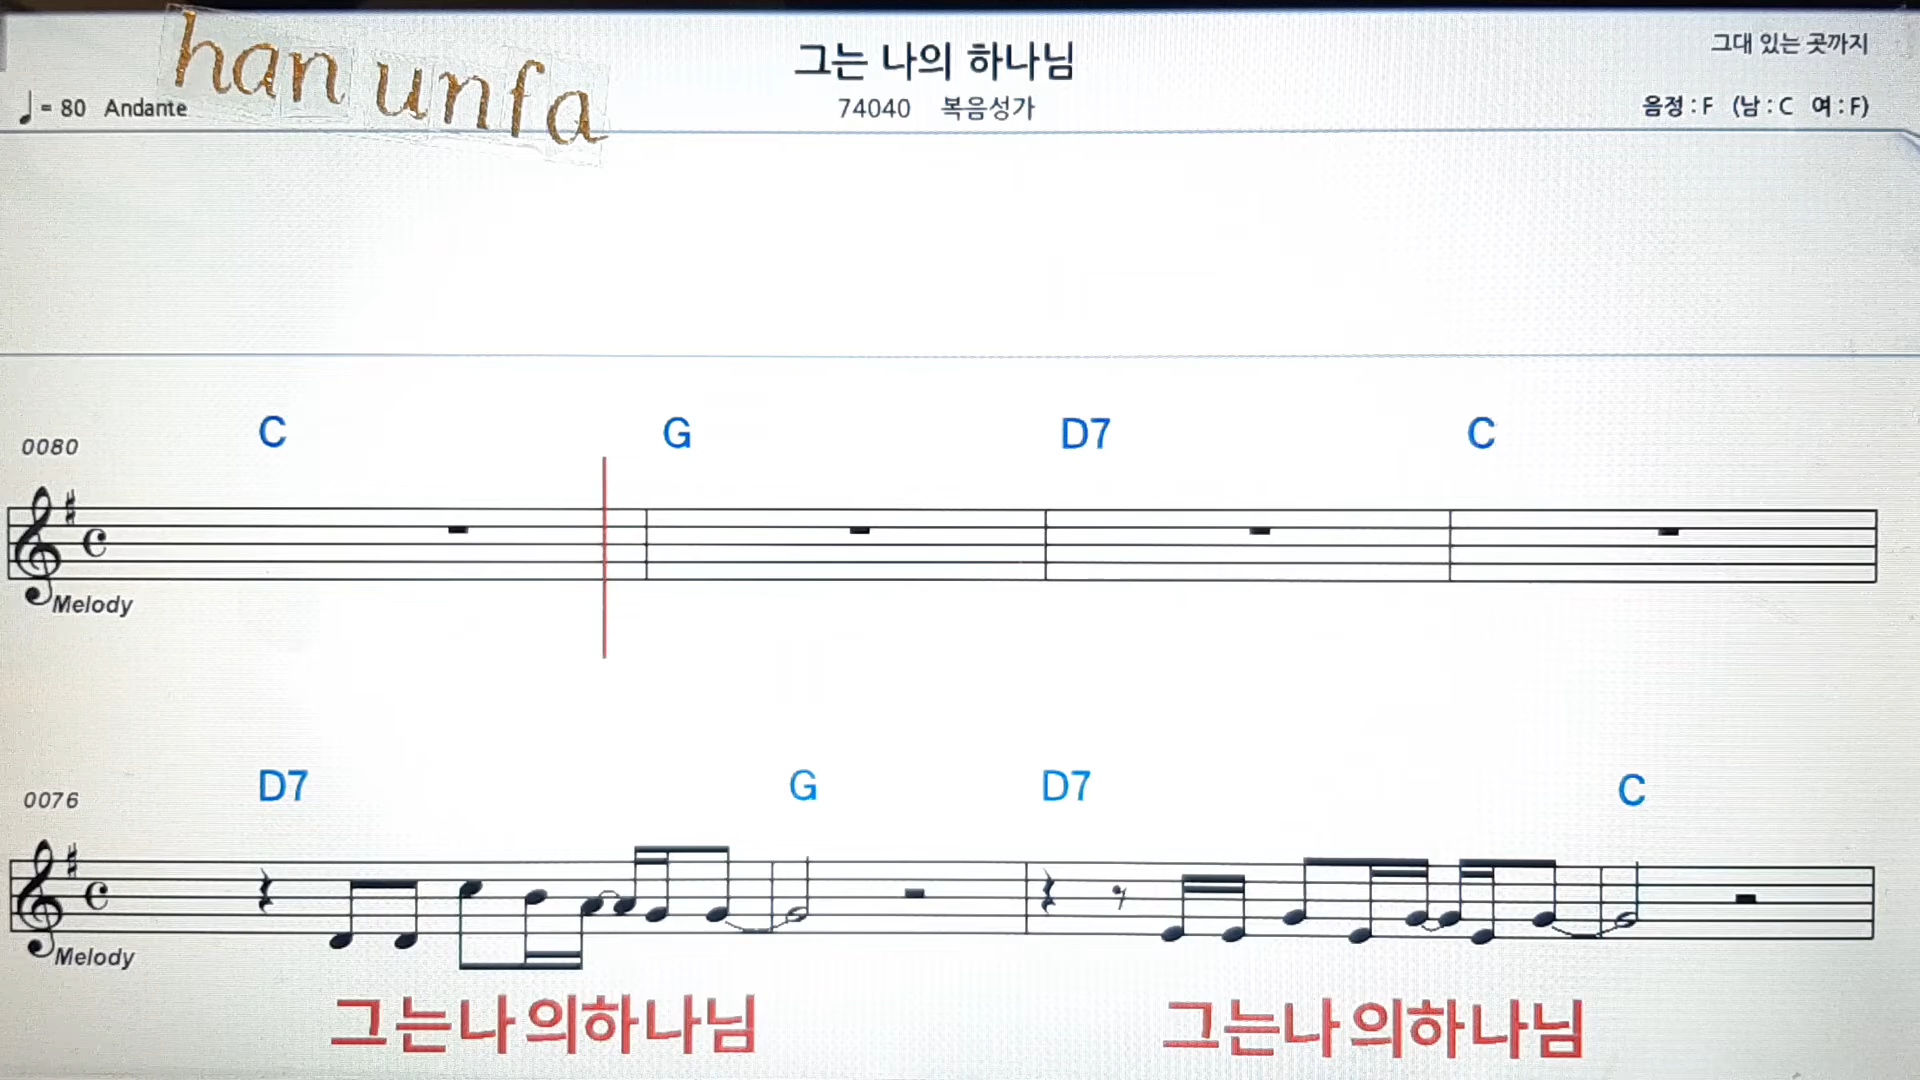 han unfa
그는 나의 하나님
그대 있는 곳까지
♩= 80 Andante
74040 복음성가
음정 : F (남 : C 여 : F)
C G D7 C
0080
Melody
D7 G D7 C
0076
Melody
그는나의하나님 그는나의하나님